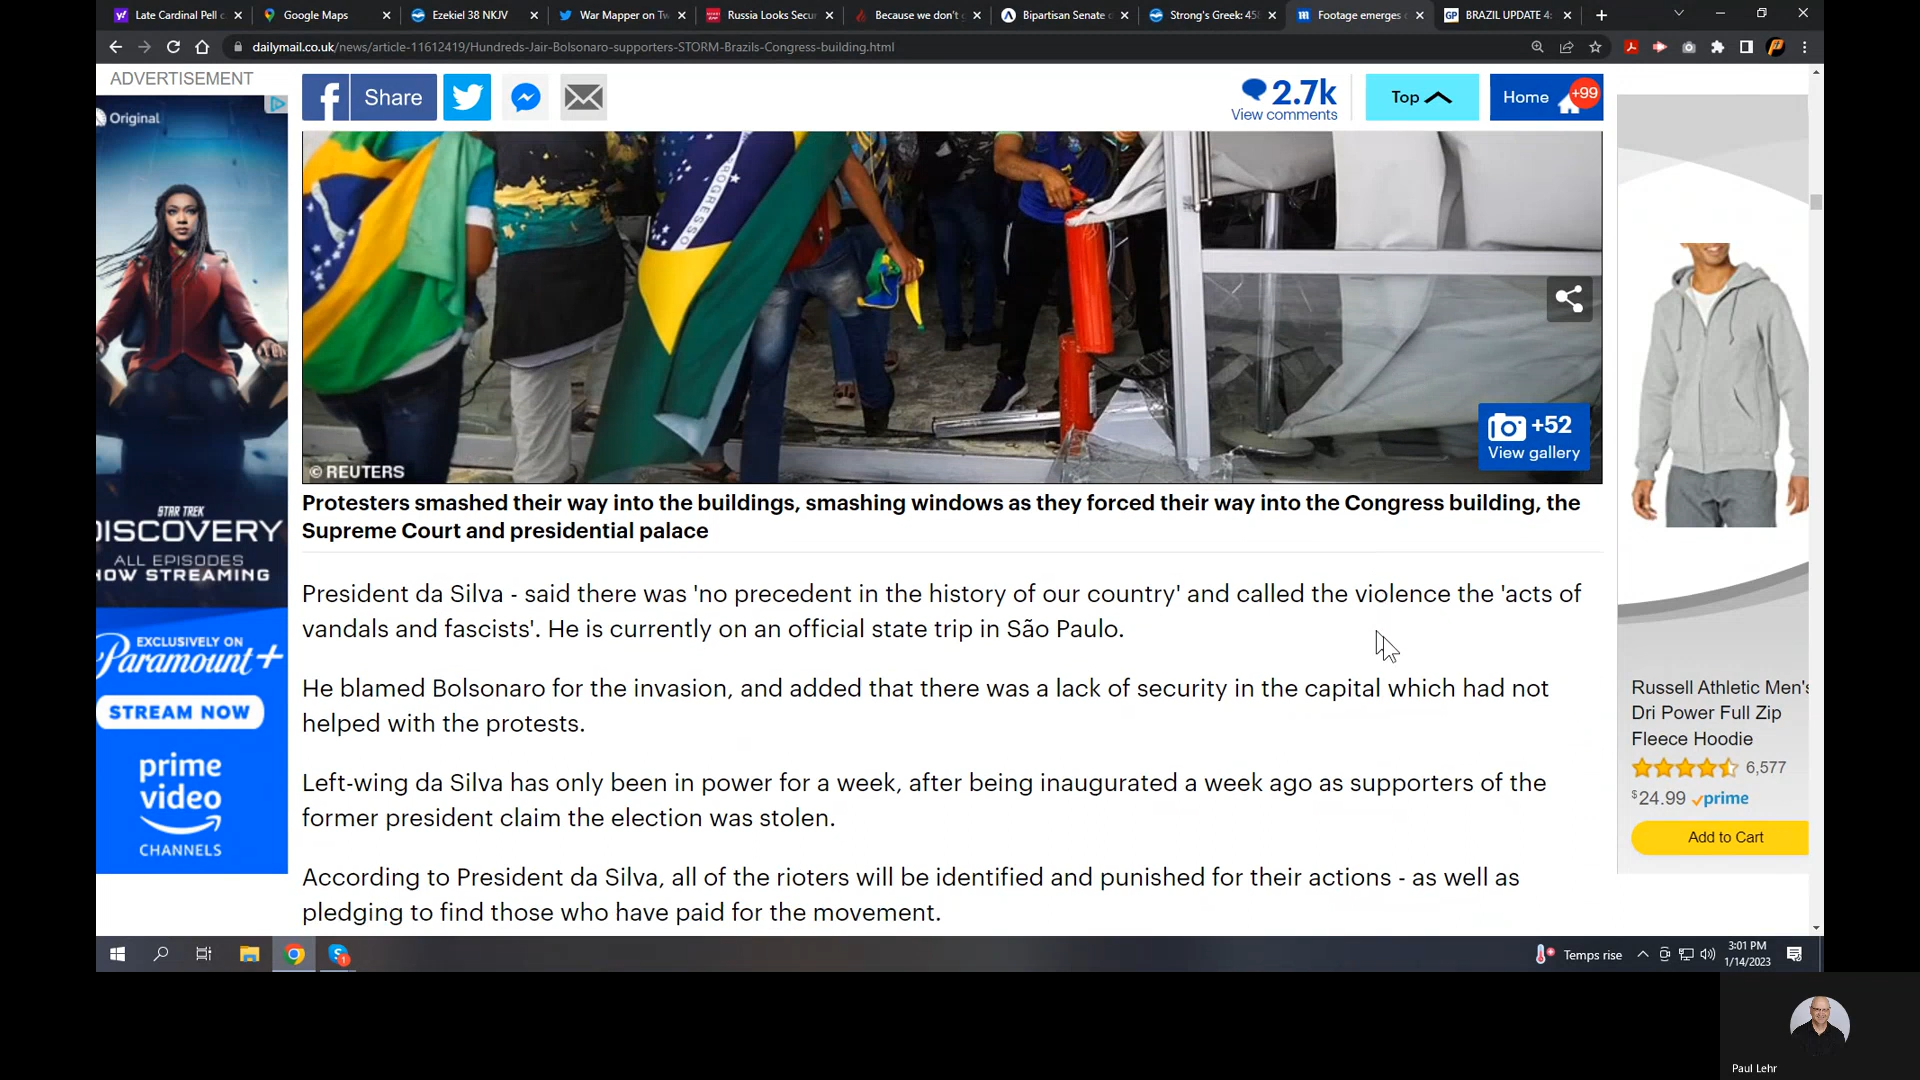 Late Cardinal Pell c
Google Maps
Ezekiel 38 NKJV
War Mapper on Tw
Russia Looks Secur
Because we don't g
Bipartisan Senate d
Strong's Greek: 45
Footage emerges o
BRAZIL UPDATE 4:
dailymail.co.uk/news/article-11612419/Hundreds-Jair-Bolsonaro-supporters-STORM-Brazils-Congress-building.html
ADVERTISEMENT
Share
2.7k
View comments
Top
Home
+99
Original
PROGRESSO
+52
View gallery
© REUTERS
Protesters smashed their way into the buildings, smashing windows as they forced their way into the Congress building, the
Supreme Court and presidential palace
President da Silva - said there was 'no precedent in the history of our country' and called the violence the 'acts of
vandals and fascists'. He is currently on an official state trip in São Paulo.
He blamed Bolsonaro for the invasion, and added that there was a lack of security in the capital which had not
helped with the protests.
Left-wing da Silva has only been in power for a week, after being inaugurated a week ago as supporters of the
former president claim the election was stolen.
According to President da Silva, all of the rioters will be identified and punished for their actions - as well as
pledging to find those who have paid for the movement.
STAR TREK
DISCOVERY
ALL EPISODES
NOW STREAMING
EXCLUSIVELY ON
Paramount+
STREAM NOW
prime
video
CHANNELS
Russell Athletic Men's
Dri Power Full Zip
Fleece Hoodie
6,577
$24.99 prime
Add to Cart
1
Temps rise
3:01 PM
1/14/2023
Paul Lehr